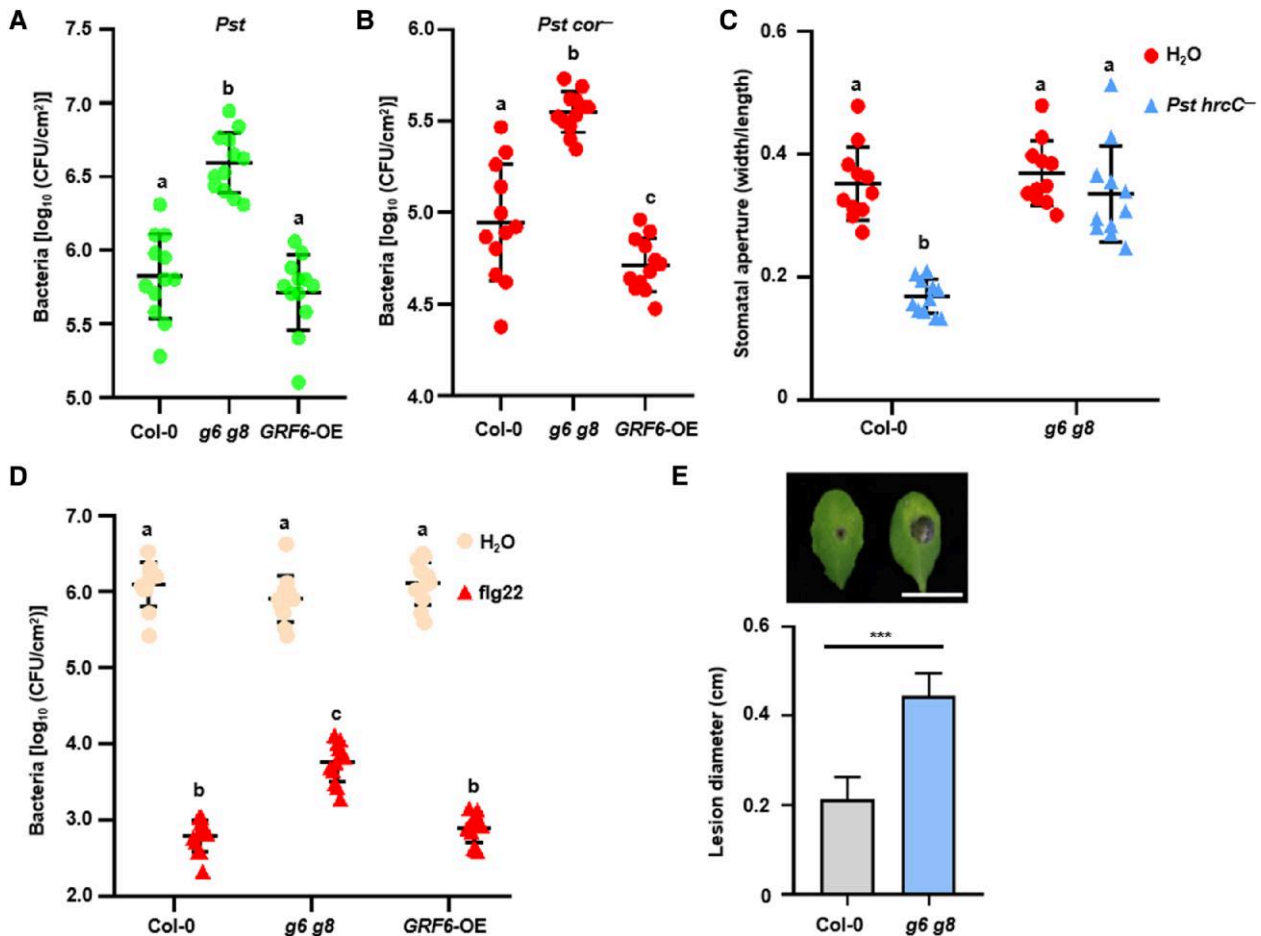 A
Pst
7.5
7.0
6.5
6.0
5.5
5.0
Bacteria [log₁₀ (CFU/cm²)]
a
b
a
Col-0
g6 g8
GRF6-OE
B
Pst cor⁻
6.0
5.5
5.0
4.5
4.0
Bacteria [log₁₀ (CFU/cm²)]
a
b
c
Col-0
g6 g8
GRF6-OE
C
0.6
0.4
0.2
0
Stomatal aperture (width/length)
a
b
a
a
H₂O
Pst hrcC⁻
Col-0
g6 g8
D
7.0
6.0
5.0
4.0
3.0
2.0
Bacteria [log₁₀ (CFU/cm²)]
a
b
a
c
a
b
H₂O
flg22
Col-0
g6 g8
GRF6-OE
E
0.6
0.4
0.2
0
Lesion diameter (cm)
***
Col-0
g6 g8